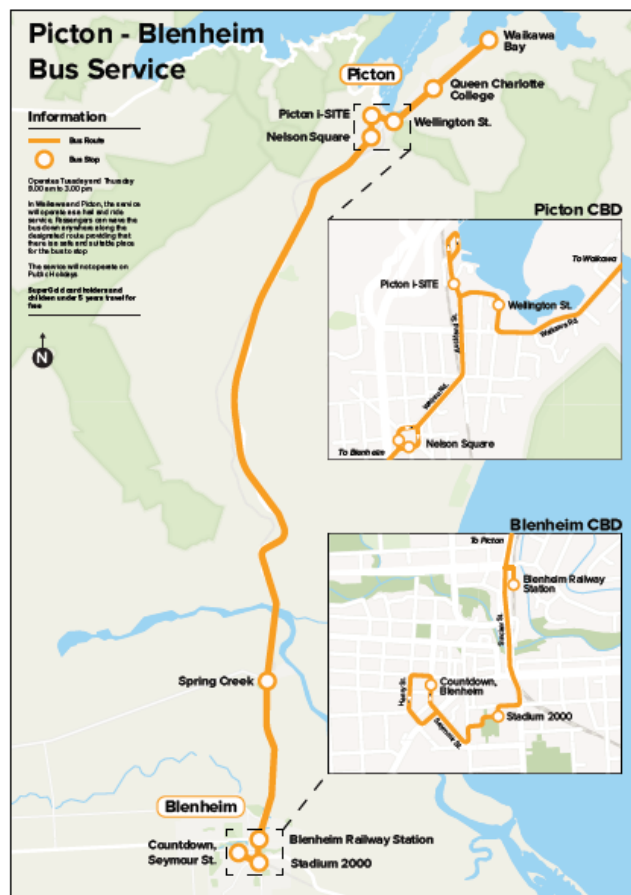 Picton - Blenheim
Bus Service
Information
Bus Route
Bus Stop
Operates Tuesday and Thursday
9.00 am to 3.00 pm
In Waikawa and Picton, the service
will operate as a hail and ride
service. Passengers can wave the
bus down anywhere along the
designated route, providing that
there is a safe and suitable place
for the bus to stop
The service will not operate on
Public Holidays
SuperGold card holders and
children under 5 years travel for
free
N
Picton
Waikawa
Bay
Queen Charlotte
College
Picton i-SITE
Wellington St.
Nelson Square
Picton CBD
To Waikawa
Picton i-SITE
Wellington St.
Waikawa Rd
Auckland St.
Wairau Rd.
Nelson Square
To Blenheim
Blenheim CBD
To Picton
Blenheim Railway
Station
Sinclair St.
Countdown,
Blenheim
Henry St.
Stadium 2000
Seymour St.
Spring Creek
Blenheim
Blenheim Railway Station
Countdown,
Seymour St.
Stadium 2000